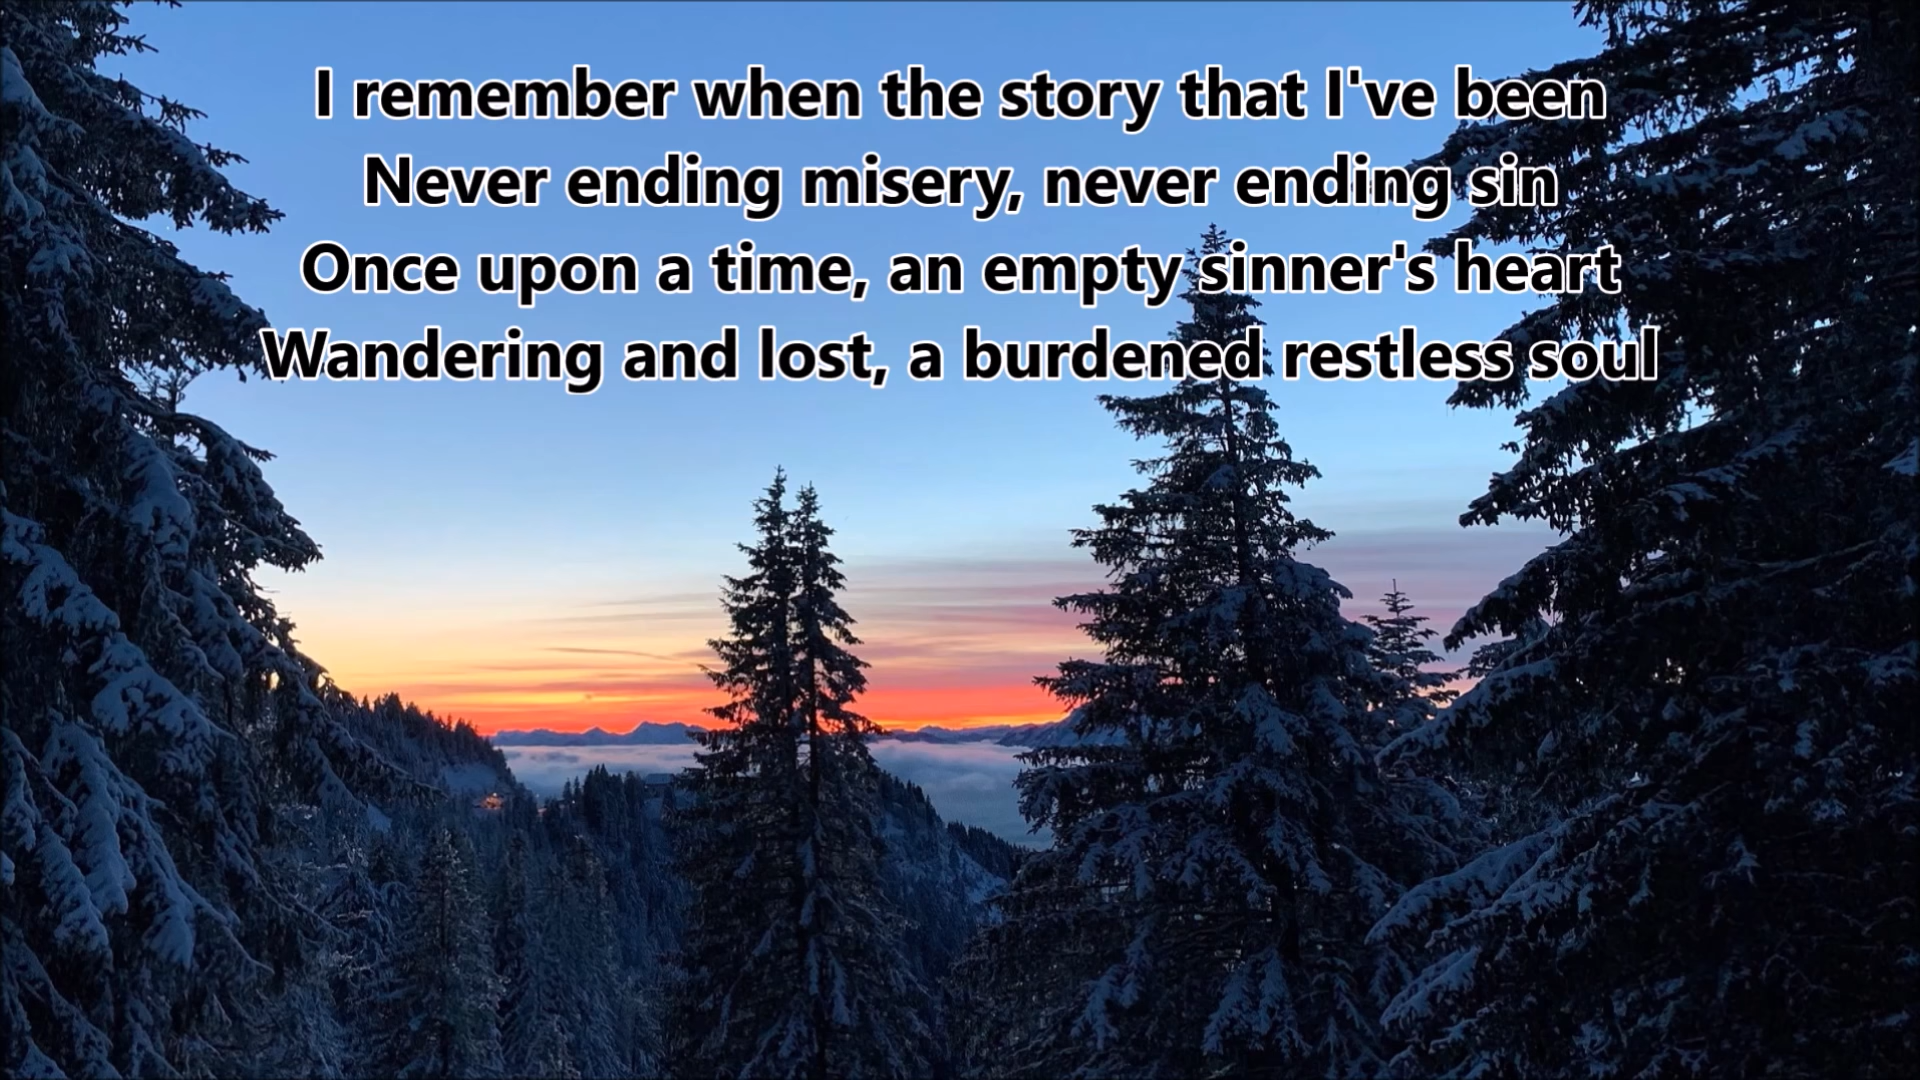 I remember when the story that I've been
Never ending misery, never ending sin
Once upon a time, an empty sinner's heart
Wandering and lost, a burdened restless soul